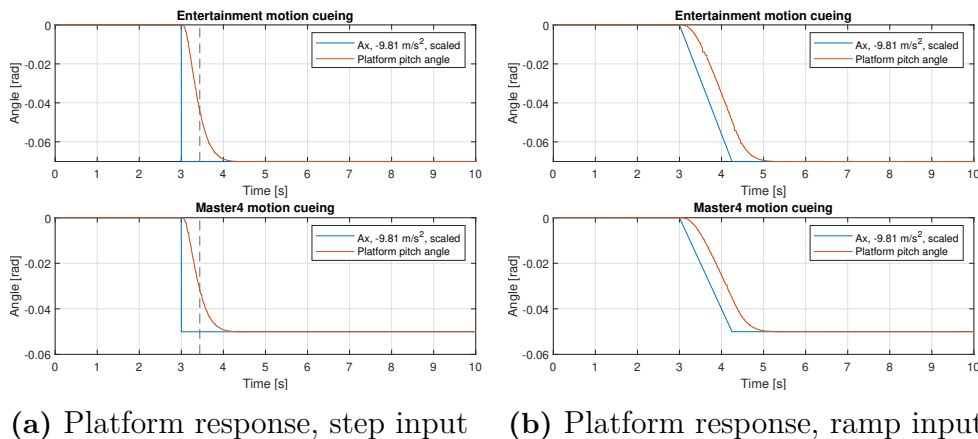 Entertainment motion cueing
0
-0.02
-0.04
-0.06
Angle [rad]
Ax, -9.81 m/s², scaled
Platform pitch angle
0 1 2 3 4 5 6 7 8 9 10
Time [s]
Master4 motion cueing
0
-0.02
-0.04
-0.06
Angle [rad]
Ax, -9.81 m/s², scaled
Platform pitch angle
0 1 2 3 4 5 6 7 8 9 10
Time [s]
(a) Platform response, step input
Entertainment motion cueing
0
-0.02
-0.04
-0.06
Angle [rad]
Ax, -9.81 m/s², scaled
Platform pitch angle
0 1 2 3 4 5 6 7 8 9 10
Time [s]
Master4 motion cueing
0
-0.02
-0.04
-0.06
Angle [rad]
Ax, -9.81 m/s², scaled
Platform pitch angle
0 1 2 3 4 5 6 7 8 9 10
Time [s]
(b) Platform response, ramp input